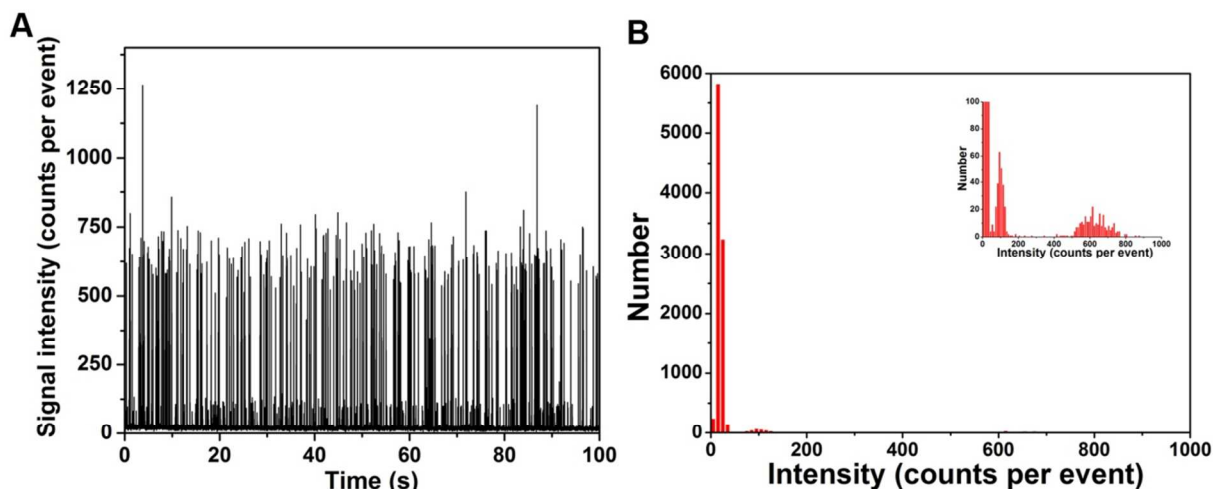 A
Signal intensity (counts per event)
1250
1000
750
500
250
0
0 20 40 60 80 100
Time (s)
B
Number
6000
5000
4000
3000
2000
1000
0
0 200 400 600 800 1000
Intensity (counts per event)
Number
100
80
60
40
20
0
0 200 400 600 800 1000
Intensity (counts per event)